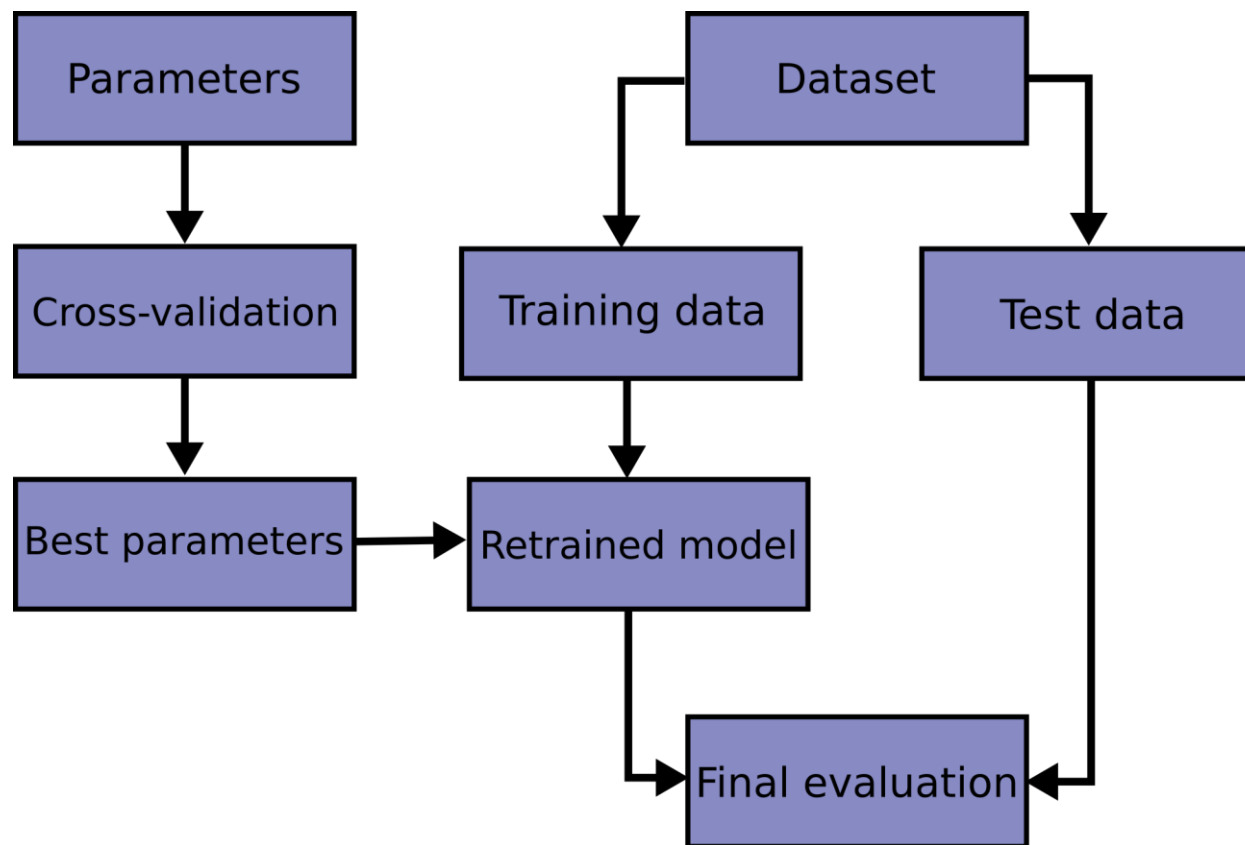 Parameters
Dataset
Cross-validation
Training data
Test data
Best parameters
Retrained model
Final evaluation